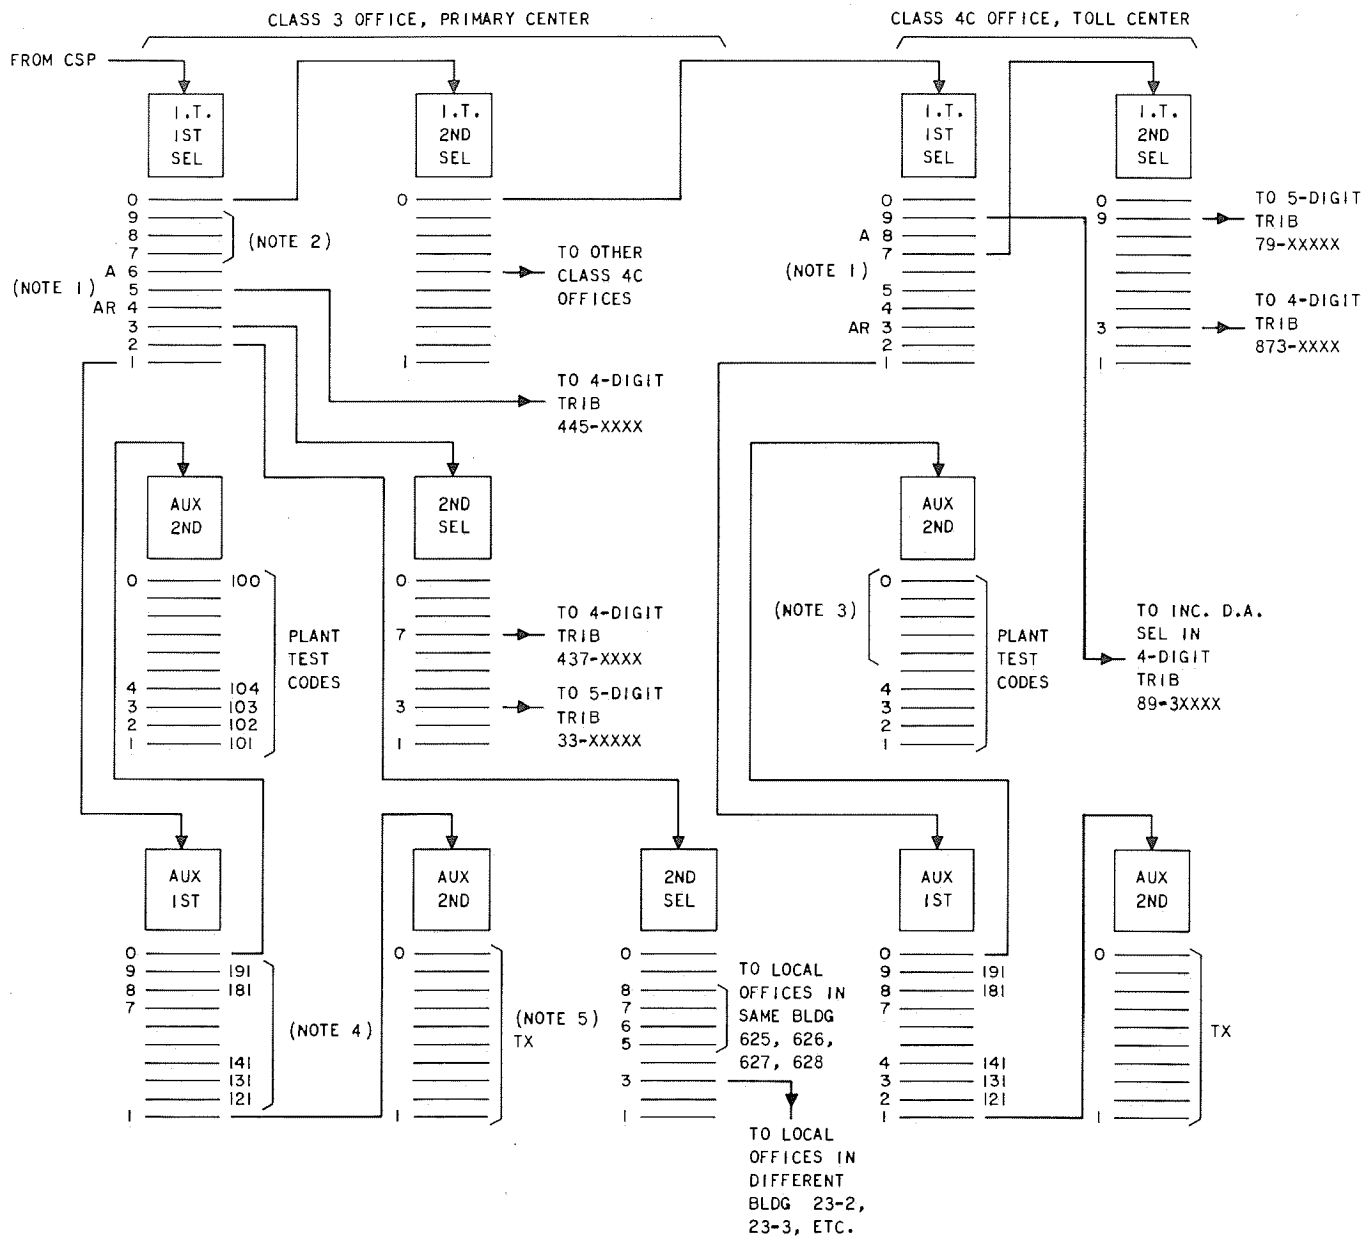 CLASS 3 OFFICE, PRIMARY CENTER
CLASS 4C OFFICE, TOLL CENTER
FROM CSP
I.T.
1ST
SEL
I.T.
2ND
SEL
I.T.
1ST
SEL
I.T.
2ND
SEL
0
9
8
7
A 6
5
AR 4
3
2
1
(NOTE 1)
(NOTE 2)
0
1
TO OTHER
CLASS 4C
OFFICES
TO 4-DIGIT
TRIB
445-XXXX
0
9
A 8
7
(NOTE 1)
5
4
AR 3
2
1
0
9
3
1
TO 5-DIGIT
TRIB
79-XXXXX
TO 4-DIGIT
TRIB
873-XXXX
AUX
2ND
0 100
4 104
3 103
2 102
1 101
PLANT
TEST
CODES
2ND
SEL
0
7
3
1
TO 4-DIGIT
TRIB
437-XXXX
TO 5-DIGIT
TRIB
33-XXXXX
AUX
2ND
(NOTE 3)
0
4
3
2
1
PLANT
TEST
CODES
TO INC. D.A.
SEL IN
4-DIGIT
TRIB
89-3XXXX
AUX
1ST
0
9 191
8 181
7
141
131
121
1
(NOTE 4)
AUX
2ND
0
1
(NOTE 5)
TX
2ND
SEL
0
8
7
6
5
3
1
TO LOCAL
OFFICES IN
SAME BLDG
625, 626,
627, 628
TO LOCAL
OFFICES IN
DIFFERENT
BLDG 23-2,
23-3, ETC.
AUX
1ST
0
9 191
8 181
7
4 141
3 131
2 121
1
AUX
2ND
0
1
TX